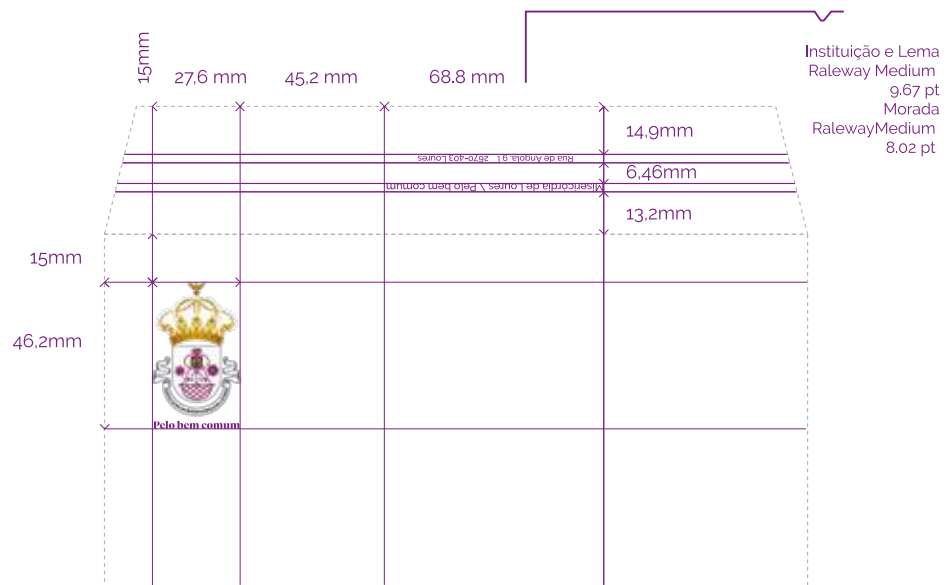 15mm
27,6 mm
45,2 mm
68.8 mm
Instituição e Lema
Raleway Medium
9.67 pt
Morada
RalewayMedium
8.02 pt
14,9mm
Rua de Angola, 9 | 2670-403 Loures
6,46mm
Misericórdia de Loures \ Pelo bem comum
13,2mm
15mm
46,2mm
Pelo bem comum